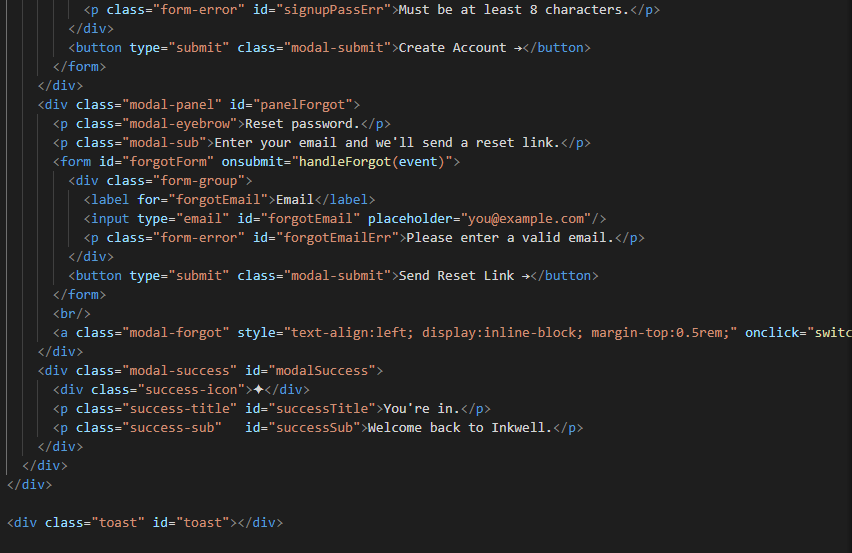 <p class="form-error" id="signupPassErr">Must be at least 8 characters.</p>
</div>
<button type="submit" class="modal-submit">Create Account →</button>
</form>
</div>
<div class="modal-panel" id="panelForgot">
<p class="modal-eyebrow">Reset password.</p>
<p class="modal-sub">Enter your email and we'll send a reset link.</p>
<form id="forgotForm" onsubmit="handleForgot(event)">
<div class="form-group">
<label for="forgotEmail">Email</label>
<input type="email" id="forgotEmail" placeholder="you@example.com"/>
<p class="form-error" id="forgotEmailErr">Please enter a valid email.</p>
</div>
<button type="submit" class="modal-submit">Send Reset Link →</button>
</form>
<br/>
<a class="modal-forgot" style="text-align:left; display:inline-block; margin-top:0.5rem;" onclick="switc
</div>
<div class="modal-success" id="modalSuccess">
<div class="success-icon">✦</div>
<p class="success-title" id="successTitle">You're in.</p>
<p class="success-sub"   id="successSub">Welcome back to Inkwell.</p>
</div>
</div>
</div>
<div class="toast" id="toast"></div>